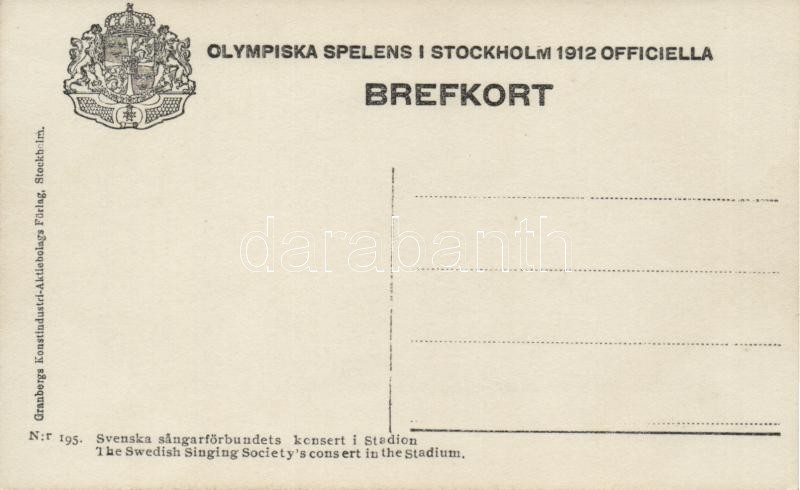 OLYMPISKA SPELENS I STOCKHOLM 1912 OFFICIELLA
BREFKORT
Granbergs Konstindustri-Aktiebolags Förlag, Stockholm.
darabanth
N:r 195. Svenska sångarförbundets konsert i Stadion
The Swedish Singing Society's consert in the Stadium.